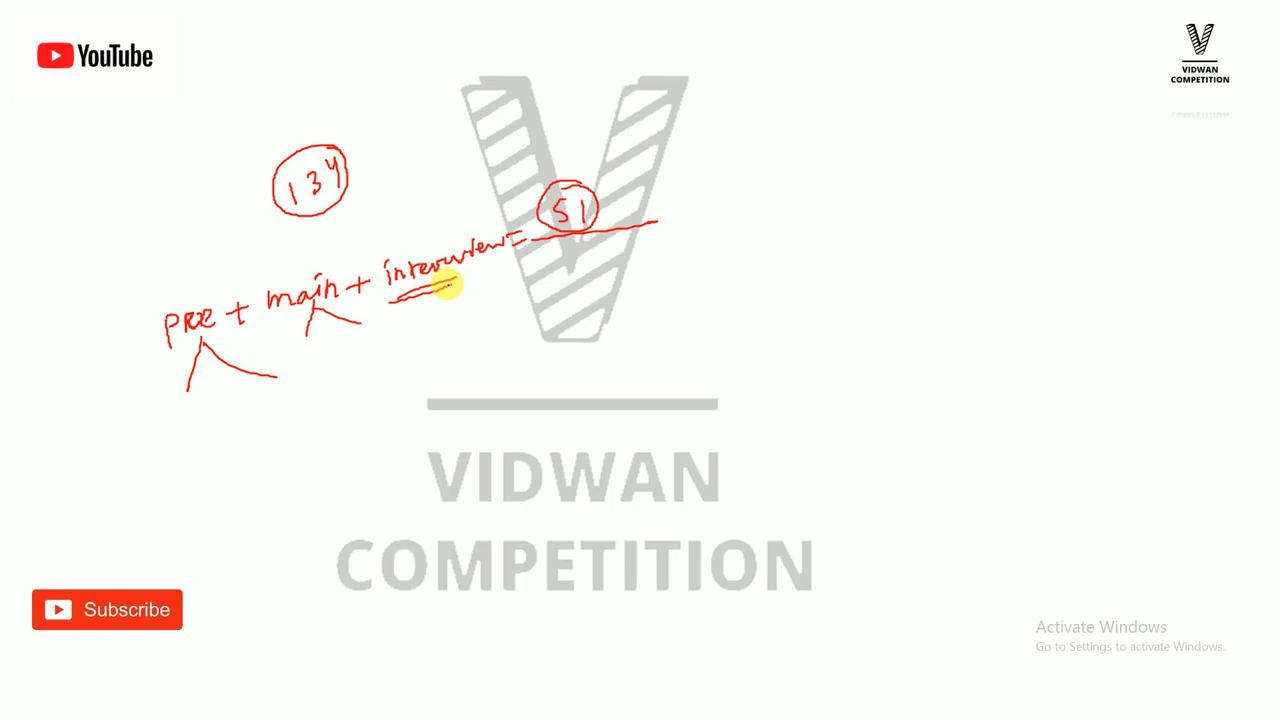 YouTube
VIDWAN
COMPETITION
134
pre + main + interview = 51
VIDWAN
COMPETITION
Subscribe
Activate Windows
Go to Settings to activate Windows.